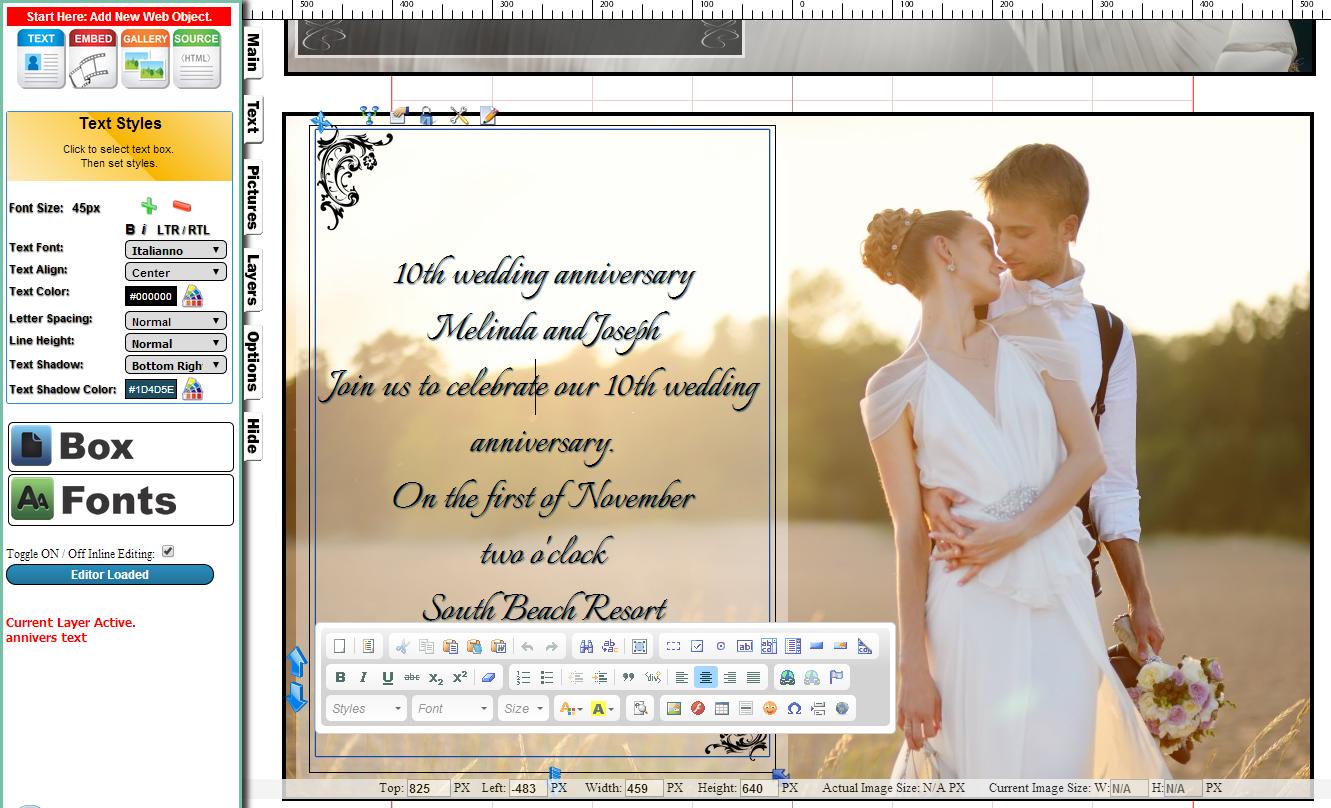 Start Here: Add New Web Object.
500 400 300 200 100 0 100 200 300 400 500
TEXT EMBED GALLERY SOURCE
(HTML)
Main
Text
Pictures
Layers
Options
Hide
Text Styles
Click to select text box.
Then set styles.
Font Size: 45px
B i LTR / RTL
Text Font: Italianno
Text Align: Center
Text Color: #000000
Letter Spacing: Normal
Line Height: Normal
Text Shadow: Bottom Righ
Text Shadow Color: #1D4D5E
Box
Fonts
Toggle ON / Off Inline Editing:
Editor Loaded
Current Layer Active.
annivers text
10th wedding anniversary
Melinda and Joseph
Join us to celebrate our 10th wedding
anniversary.
On the first of November
two o'clock
South Beach Resort
B I U abc X2 X2
Styles Font Size A A
Top: 825 PX Left: -483 PX Width: 459 PX Height: 640 PX Actual Image Size: N/A PX Current Image Size: W: N/A H: N/A PX